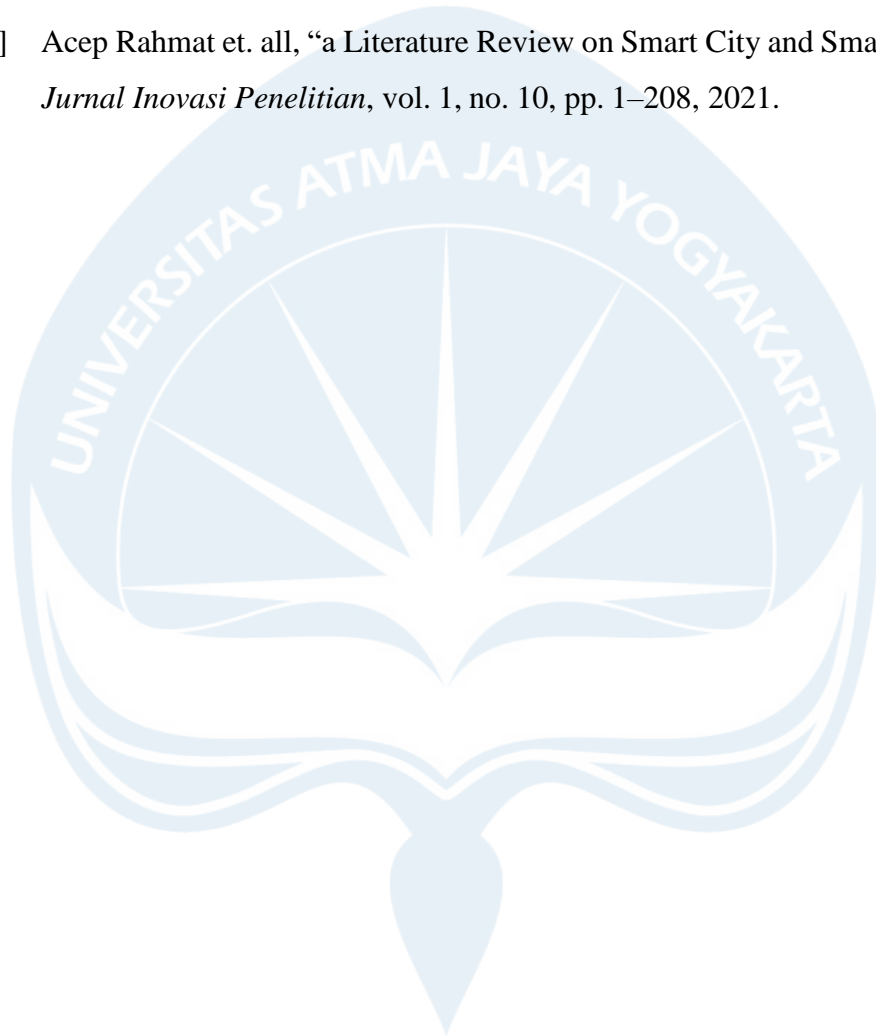 ] Acep Rahmat et. all, “a Literature Review on Smart City and
Jurnal Inovasi Penelitian, vol. 1, no. 10, pp. 1–208, 2021.
UNIVERSITAS ATMA JAYA YOGYAKARTA